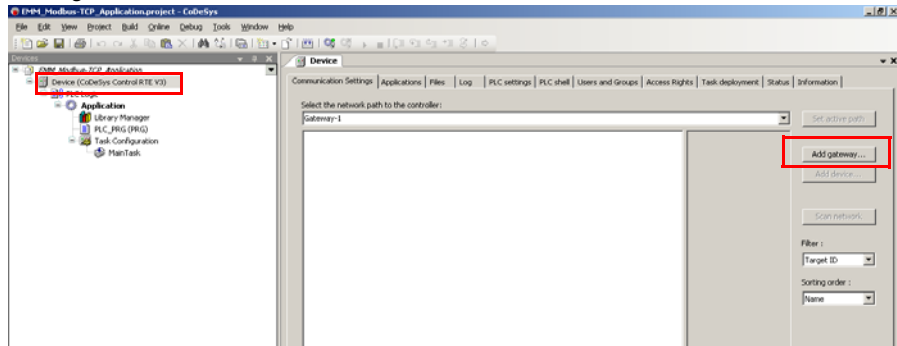 EMM_Modbus-TCP_Application.project - CoDeSys
File Edit View Project Build Online Debug Tools Window Help
Devices
EMM_Modbus-TCP_Application
Device (CoDeSys Control RTE V3)
PLC Logic
Application
Library Manager
PLC_PRG (PRG)
Task Configuration
MainTask
Device
Communication Settings Applications Files Log PLC settings PLC shell Users and Groups Access Rights Task deployment Status Information
Select the network path to the controller:
Gateway-1
Set active path
Add gateway...
Add device...
Scan network
Filter :
Target ID
Sorting order :
Name